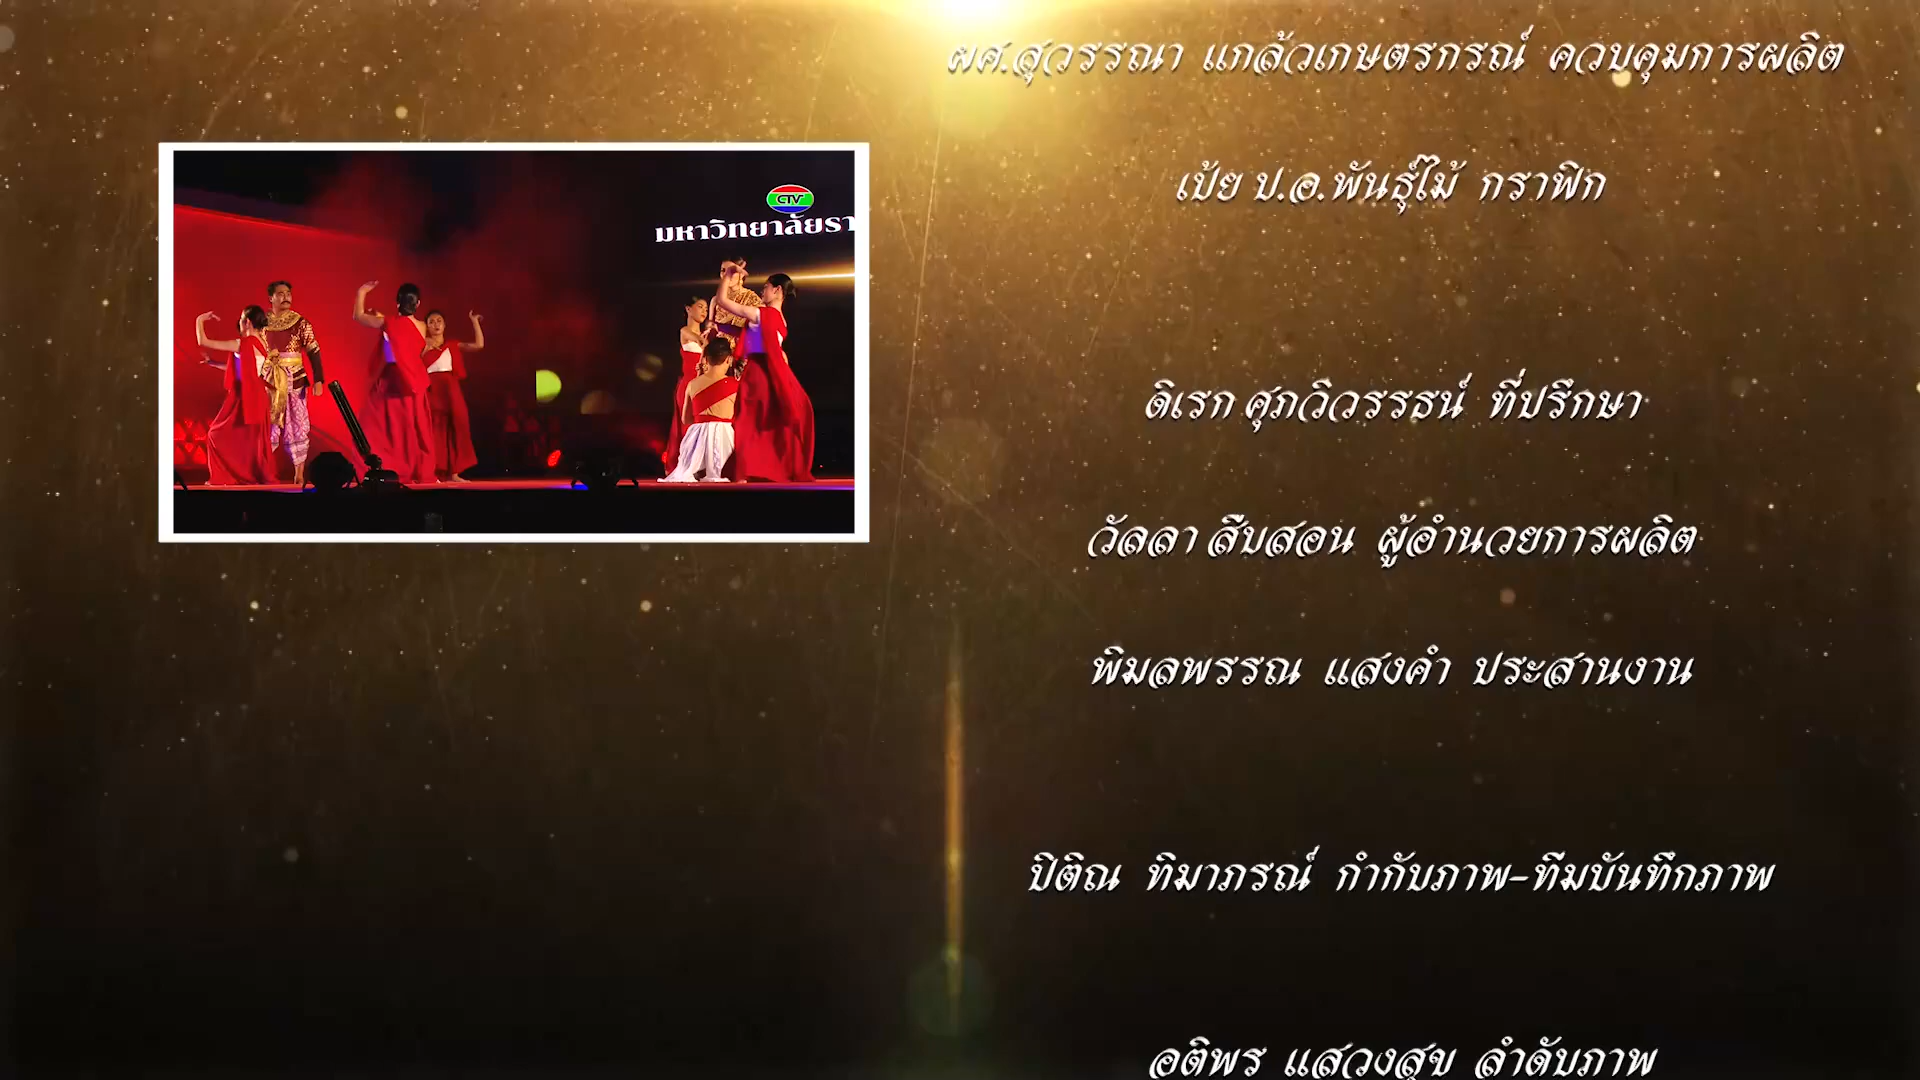 ผศ.สุวรรณา แกล้วเกษตรกรณ์ ควบคุมการผลิต
CTV
มหาวิทยาลัยรา
เป้ย ป.อ.พันธุ์ไม้ กราฟิก
ดิเรก ศุภวิวรรธน์ ที่ปรึกษา
วัลลา สืบสอน ผู้อำนวยการผลิต
พิมลพรรณ แสงคำ ประสานงาน
ปิติณ ทิมาภรณ์ กำกับภาพ-ทีมบันทึกภาพ
อติพร แสวงสุข ลำดับภาพ